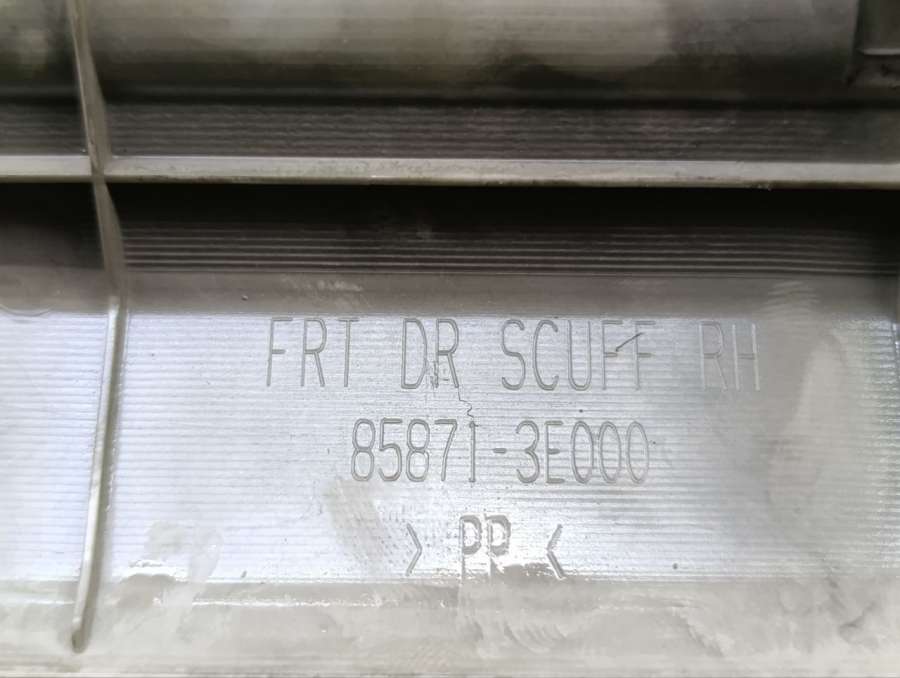 FRT DR SCUFF RH
85871-3E000
>PP<